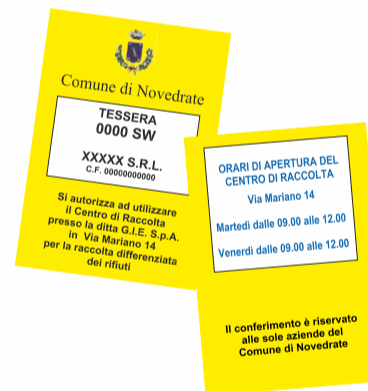 Comune di Novedrate
TESSERA
0000 SW
XXXXX S.R.L.
C.F. 00000000000
Si autorizza ad utilizzare
il Centro di Raccolta
presso la ditta G.I.E. S.p.A.
in Via Mariano 14
per la raccolta differenziata
dei rifiuti
ORARI DI APERTURA DEL
CENTRO DI RACCOLTA
Via Mariano 14
Martedì dalle 09.00 alle 12.00
Venerdì dalle 09.00 alle 12.00
Il conferimento è riservato
alle sole aziende del
Comune di Novedrate